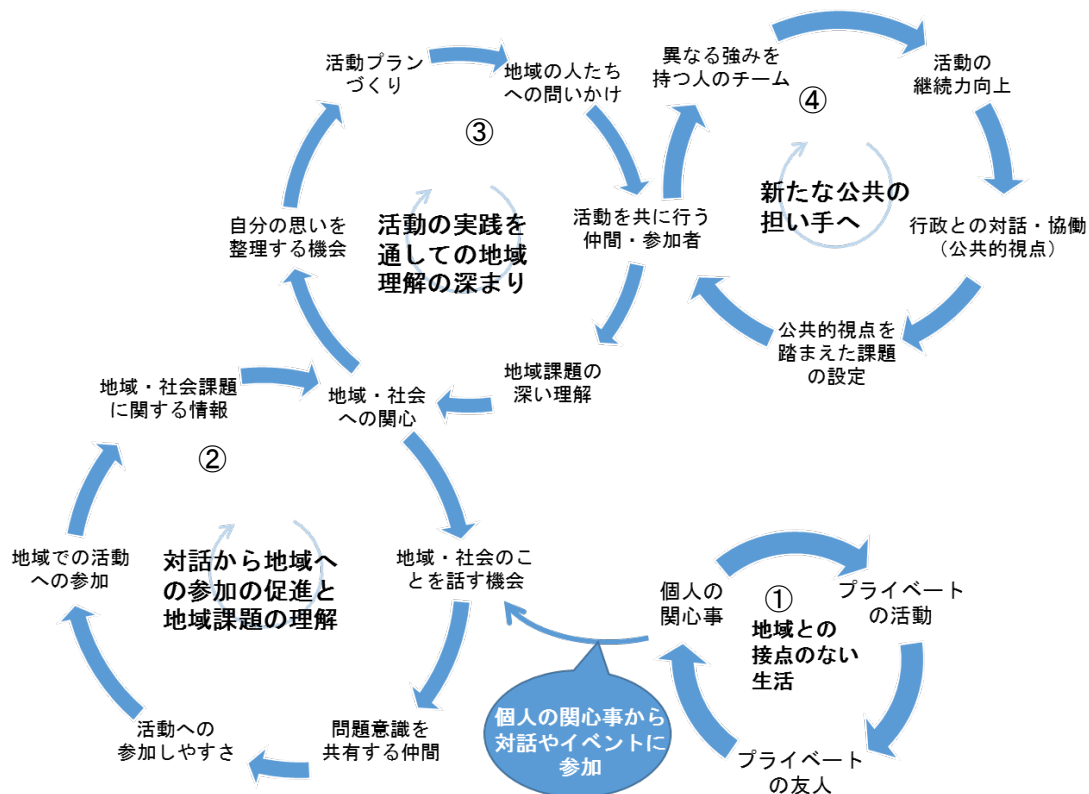 活動プラン
づくり
地域の人たち
への問いかけ
③
自分の思いを
整理する機会
活動の実践を
通しての地域
理解の深まり
活動を共に行う
仲間・参加者
地域課題の
深い理解
地域・社会
への関心
異なる強みを
持つ人のチーム
④
活動の
継続力向上
新たな公共の
担い手へ
行政との対話・協働
（公共的視点）
公共的視点を
踏まえた課題
の設定
地域・社会課題
に関する情報
②
地域での活動
への参加
対話から地域へ
の参加の促進と
地域課題の理解
地域・社会のこ
とを話す機会
活動への
参加しやすさ
問題意識を
共有する仲間
個人の関心事から
対話やイベントに
参加
個人の
関心事
①
地域との
接点のない
生活
プライベート
の活動
プライベート
の友人